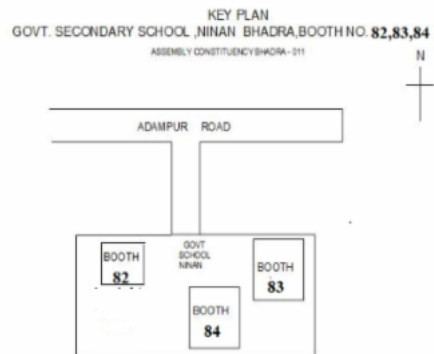 KEY PLAN
GOVT. SECONDARY SCHOOL ,NINAN BHADRA,BOOTH NO. 82,83,84
ASSEMBLY CONSTITUENCY BHADRA - 011
N
ADAMPUR ROAD
BOOTH
82
GOVT
SCHOOL
NINAN
BOOTH
83
BOOTH
84